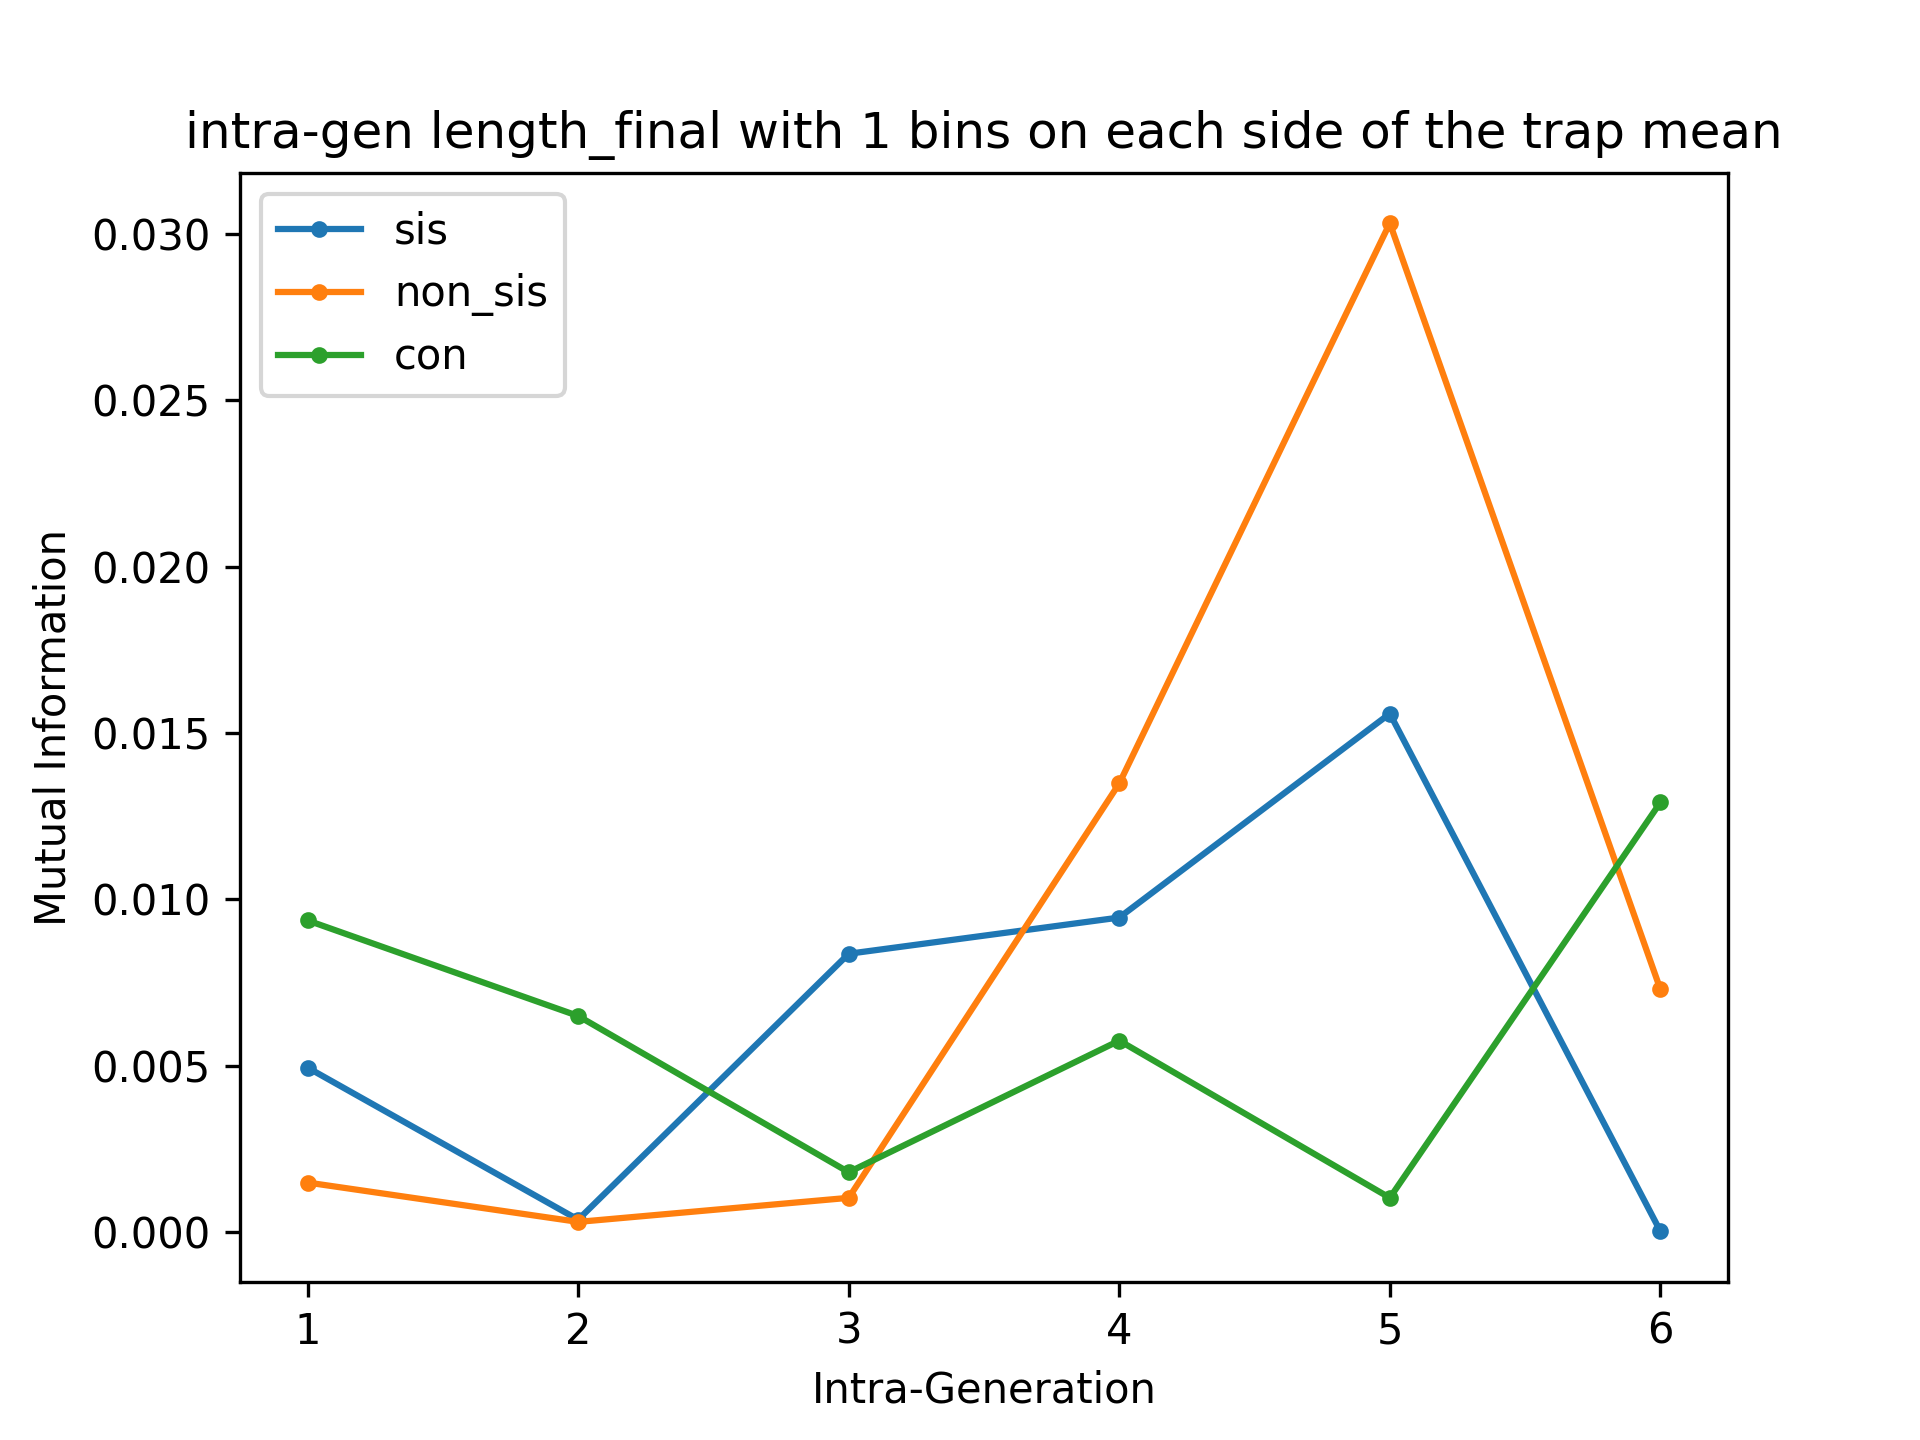 intra-gen length_final with 1 bins on each side of the trap mean
sis
non_sis
con
0.030
0.025
0.020
0.015
0.010
0.005
0.000
Mutual Information
1 2 3 4 5 6
Intra-Generation